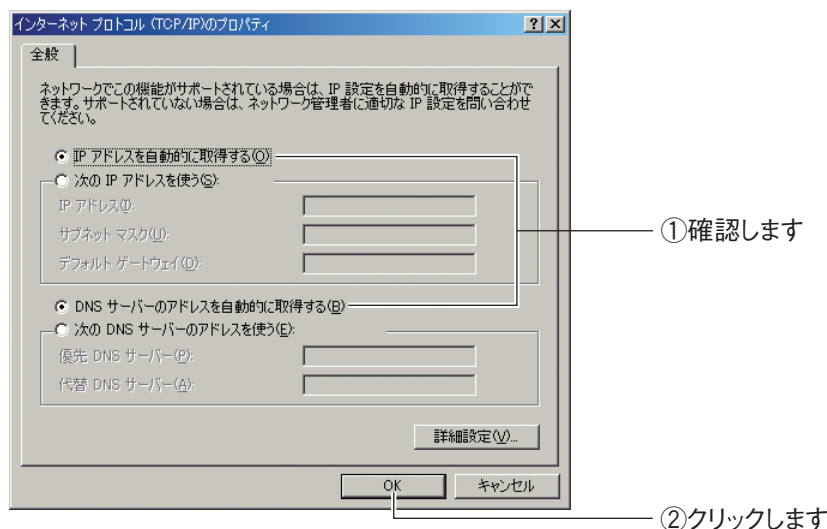 インターネット プロトコル (TCP/IP)のプロパティ
全般
ネットワークでこの機能がサポートされている場合は、IP 設定を自動的に取得することがで
きます。サポートされていない場合は、ネットワーク管理者に適切な IP 設定を問い合わせ
てください。
IP アドレスを自動的に取得する(O)
次の IP アドレスを使う(S):
IP アドレス(I):
サブネット マスク(U):
デフォルト ゲートウェイ(D):
①確認します
DNS サーバーのアドレスを自動的に取得する(B)
次の DNS サーバーのアドレスを使う(E):
優先 DNS サーバー(P):
代替 DNS サーバー(A):
詳細設定(V)...
OK
キャンセル
②クリックします